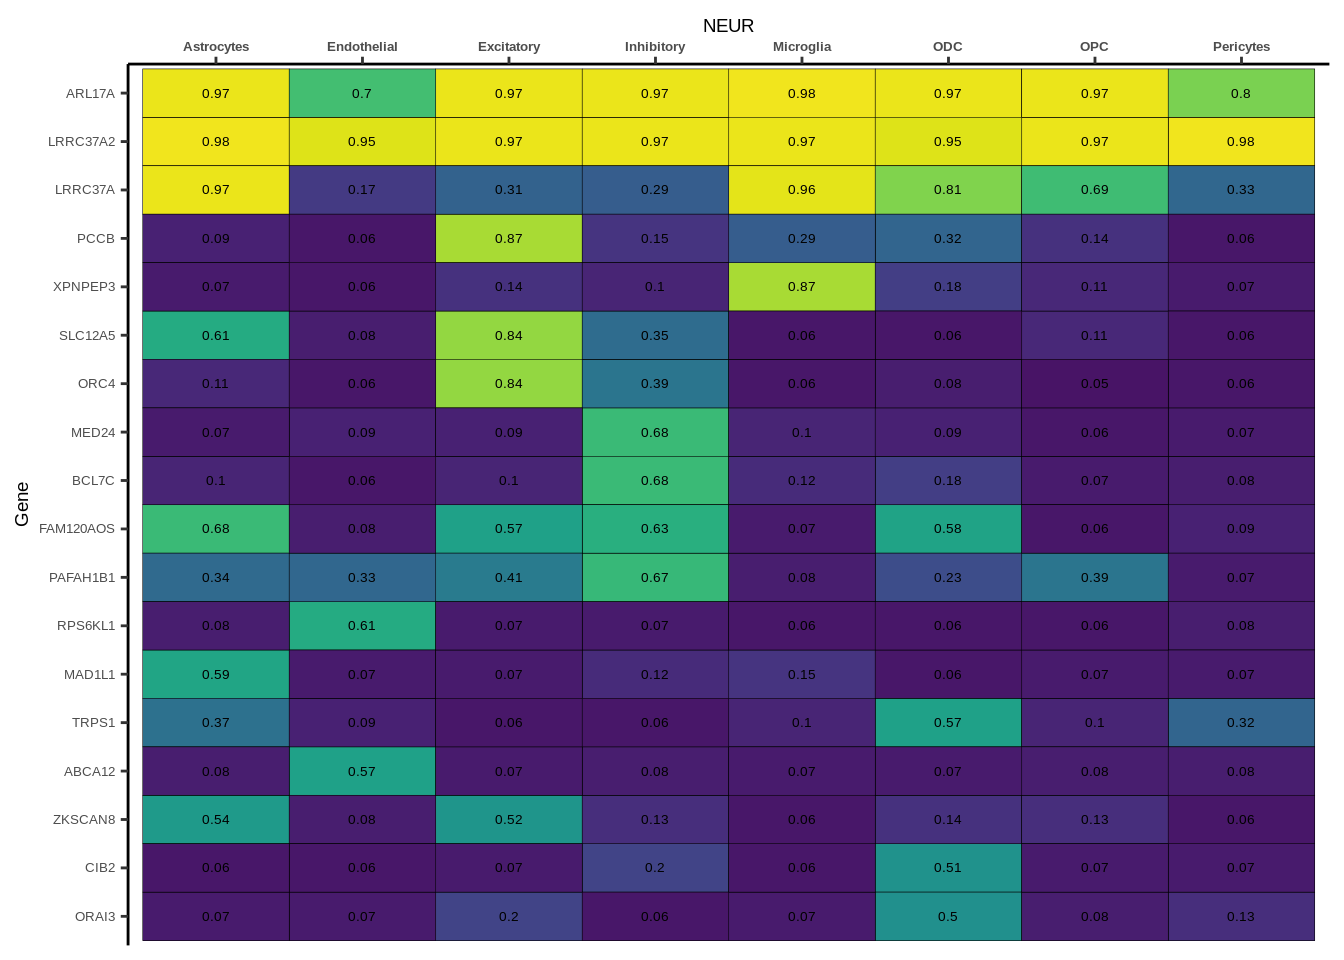 NEUR
Astrocytes Endothelial Excitatory Inhibitory Microglia ODC OPC Pericytes
ARL17A 0.97 0.7 0.97 0.97 0.98 0.97 0.97 0.8
LRRC37A2 0.98 0.95 0.97 0.97 0.97 0.95 0.97 0.98
LRRC37A 0.97 0.17 0.31 0.29 0.96 0.81 0.69 0.33
PCCB 0.09 0.06 0.87 0.15 0.29 0.32 0.14 0.06
XPNPEP3 0.07 0.06 0.14 0.1 0.87 0.18 0.11 0.07
SLC12A5 0.61 0.08 0.84 0.35 0.06 0.06 0.11 0.06
ORC4 0.11 0.06 0.84 0.39 0.06 0.08 0.05 0.06
MED24 0.07 0.09 0.09 0.68 0.1 0.09 0.06 0.07
BCL7C 0.1 0.06 0.1 0.68 0.12 0.18 0.07 0.08
Gene
FAM120AOS 0.68 0.08 0.57 0.63 0.07 0.58 0.06 0.09
PAFAH1B1 0.34 0.33 0.41 0.67 0.08 0.23 0.39 0.07
RPS6KL1 0.08 0.61 0.07 0.07 0.06 0.06 0.06 0.08
MAD1L1 0.59 0.07 0.07 0.12 0.15 0.06 0.07 0.07
TRPS1 0.37 0.09 0.06 0.06 0.1 0.57 0.1 0.32
ABCA12 0.08 0.57 0.07 0.08 0.07 0.07 0.08 0.08
ZKSCAN8 0.54 0.08 0.52 0.13 0.06 0.14 0.13 0.06
CIB2 0.06 0.06 0.07 0.2 0.06 0.51 0.07 0.07
ORAI3 0.07 0.07 0.2 0.06 0.07 0.5 0.08 0.13